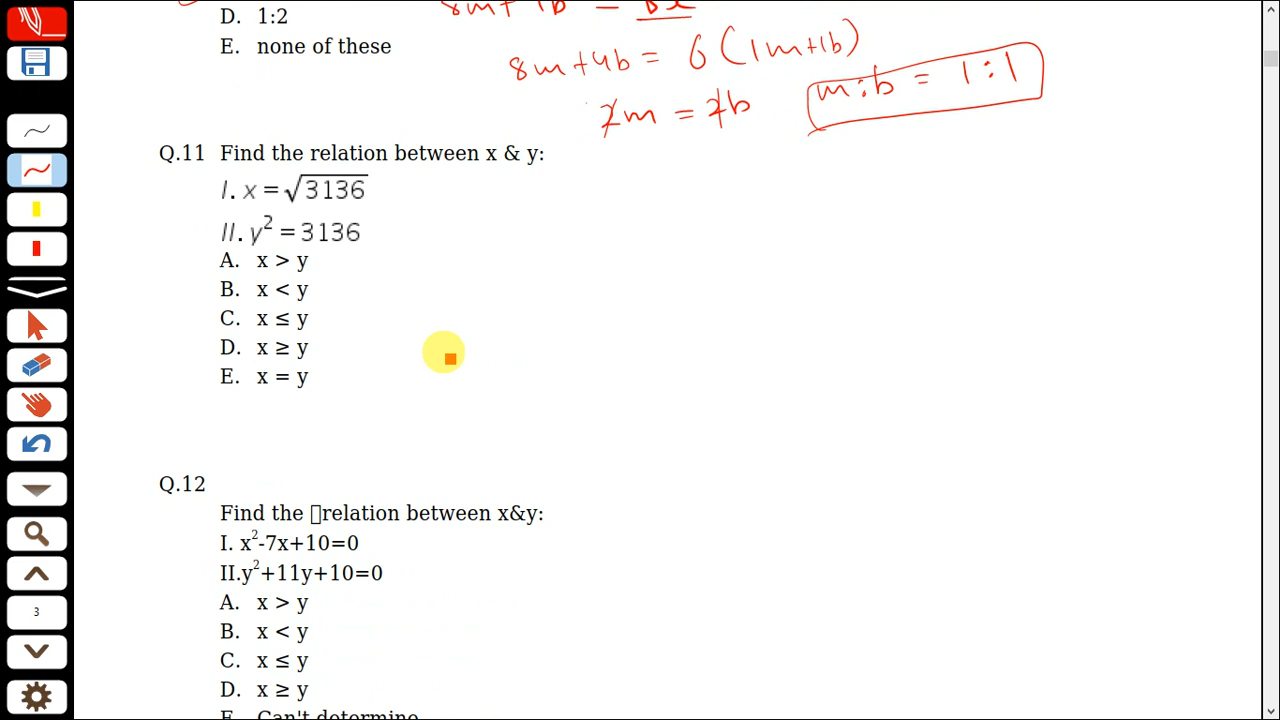 D. 1:2
E. none of these
8m+4b = 6(1m+1b)
2m = 2b
m:b = 1:1
Q.11 Find the relation between x & y:
I. x = √3136
II. y² = 3136
A. x > y
B. x < y
C. x ≤ y
D. x ≥ y
E. x = y
Q.12
Find the relation between x&y:
I. x²-7x+10=0
II.y²+11y+10=0
A. x > y
B. x < y
C. x ≤ y
D. x ≥ y
E. Can't determine
3